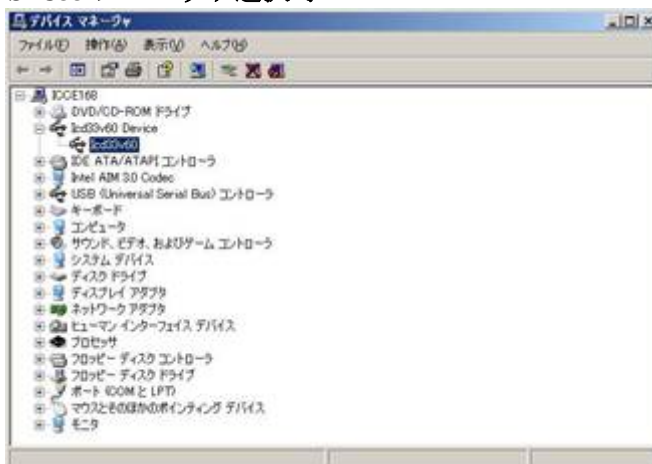 デバイス マネージャ
ファイル(F) 操作(A) 表示(V) ヘルプ(H)
ICCE168
DVD/CD-ROM ドライブ
Icd33v60 Device
Icd33v60
IDE ATA/ATAPI コントローラ
Intel AIM 3.0 Codec
USB (Universal Serial Bus) コントローラ
キーボード
コンピュータ
サウンド、ビデオ、およびゲーム コントローラ
システム デバイス
ディスク ドライブ
ディスプレイ アダプタ
ネットワーク アダプタ
ヒューマン インターフェイス デバイス
プロセッサ
フロッピー ディスク コントローラ
フロッピー ディスク ドライブ
ポート (COM と LPT)
マウスとそのほかのポインティング デバイス
モニタ